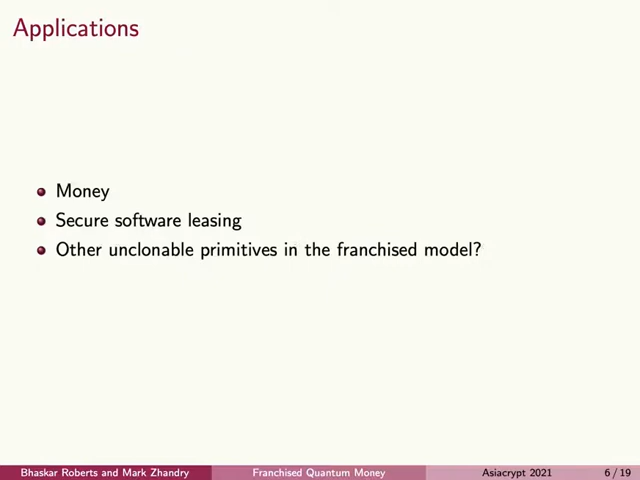 Applications
Money
Secure software leasing
Other unclonable primitives in the franchised model?
Bhaskar Roberts and Mark Zhandry
Franchised Quantum Money
Asiacrypt 2021
6 / 19